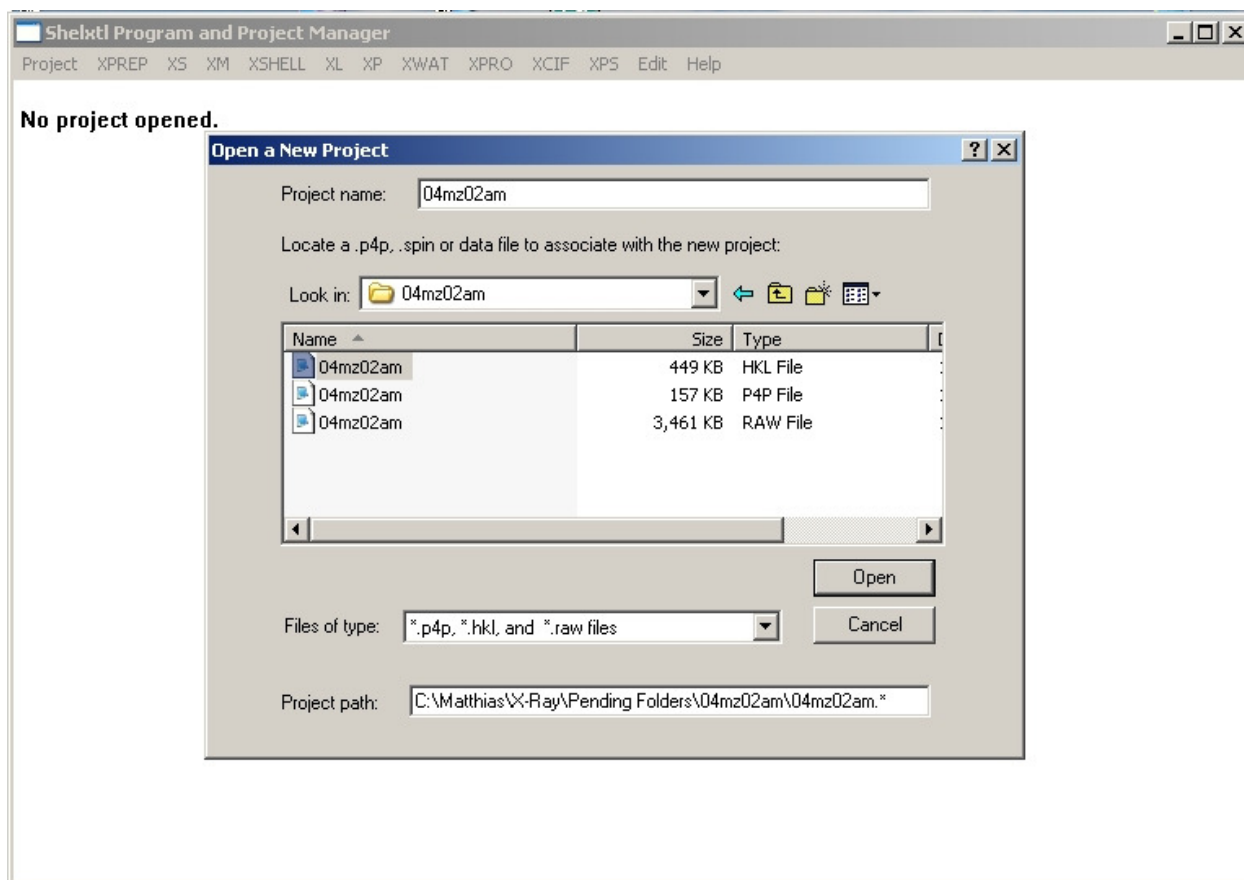 Shelxtl Program and Project Manager
Project XPREP XS XM XSHELL XL XP XWAT XPRO XCIF XPS Edit Help
No project opened.
Open a New Project
Project name: 04mz02am
Locate a .p4p, .spin or data file to associate with the new project:
Look in: 04mz02am
Name Size Type
04mz02am 449 KB HKL File
04mz02am 157 KB P4P File
04mz02am 3,461 KB RAW File
Open
Files of type: *.p4p, *.hkl, and *.raw files
Cancel
Project path: C:\Matthias\X-Ray\Pending Folders\04mz02am\04mz02am.*